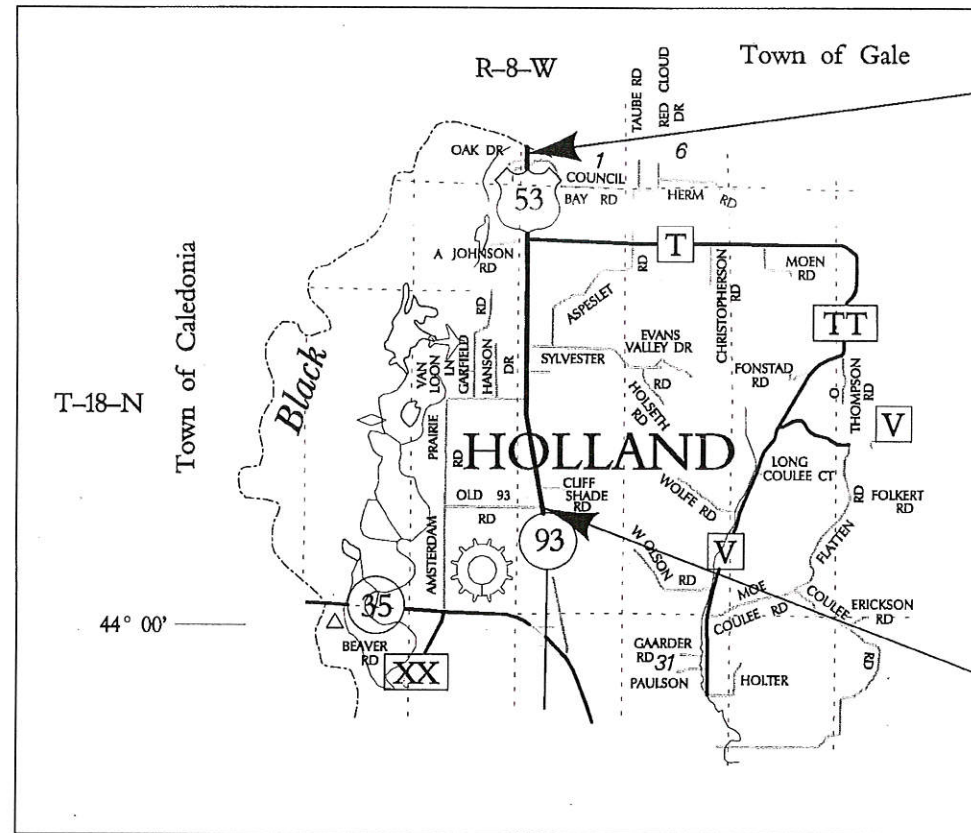 R-8-W
Town of Gale
TAUBE RD
RED CLOUD
DR
OAK DR
1
6
COUNCIL
BAY RD
HERM RD
53
A JOHNSON
RD
T
MOEN
RD
CHRISTOPHERSON
RD
ASPESLET
RD
TT
Town of Caledonia
Black
T-18-N
VAN LOON
LN
GARFIELD
RD
HANSON
DR
SYLVESTER
RD
EVANS
VALLEY DR
HOLSETH
RD
FONSTAD
RD
THOMPSON
RD
V
PRAIRIE
RD
HOLLAND
LONG
COULEE CT
OLD 93
RD
CLIFF
SHADE
RD
WOLFE RD
FOLKERT
RD
FLATTEN
RD
AMSTERDAM
93
W OLSON
RD
V
MOE
COULEE RD
COULEE
RD
ERICKSON
RD
35
44° 00'
BEAVER
RD
XX
GAARDER
RD
31
PAULSON
HOLTER